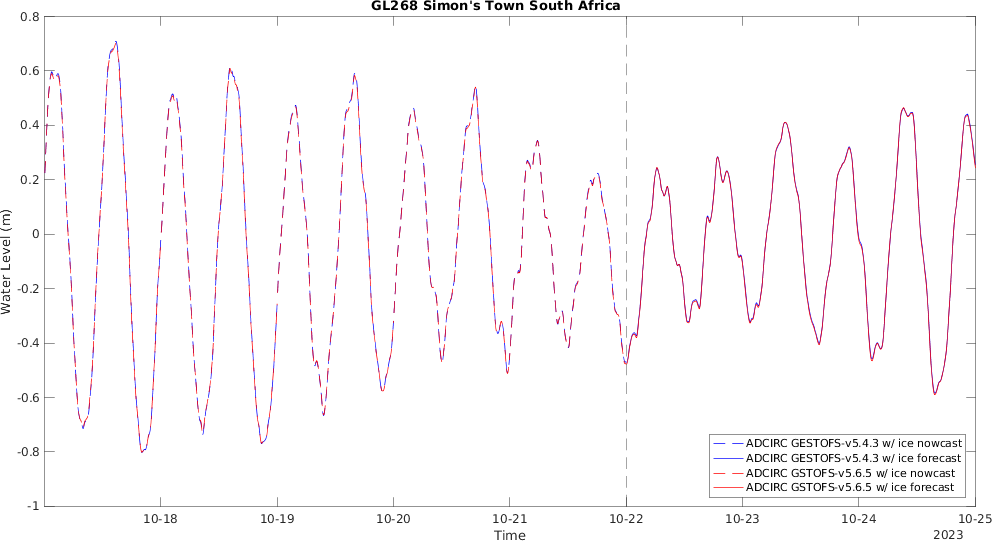 GL268 Simon's Town South Africa
0.8
0.6
0.4
0.2
0
-0.2
-0.4
-0.6
-0.8
-1
Water Level (m)
10-18
10-19
10-20
10-21
10-22
10-23
10-24
10-25
2023
Time
ADCIRC GESTOFS-v5.4.3 w/ ice nowcast
ADCIRC GESTOFS-v5.4.3 w/ ice forecast
ADCIRC GSTOFS-v5.6.5 w/ ice nowcast
ADCIRC GSTOFS-v5.6.5 w/ ice forecast